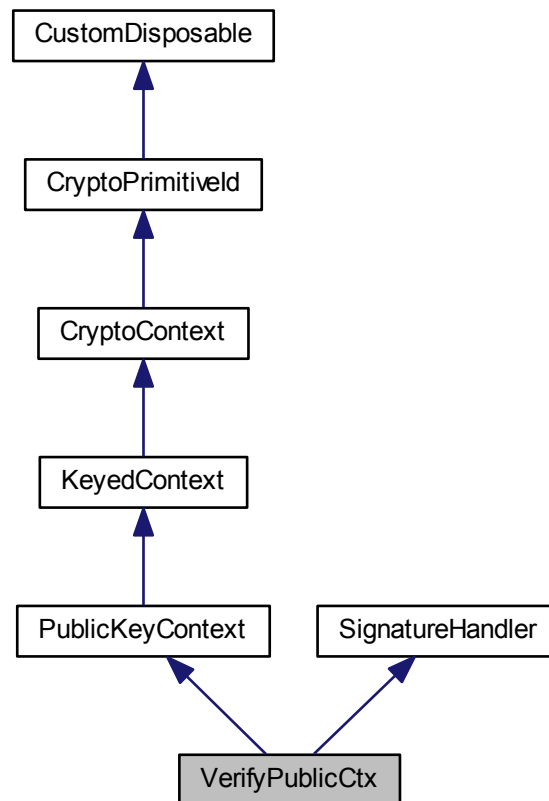 CustomDisposable
CryptoPrimitiveId
CryptoContext
KeyedContext
PublicKeyContext
SignatureHandler
VerifyPublicCtx